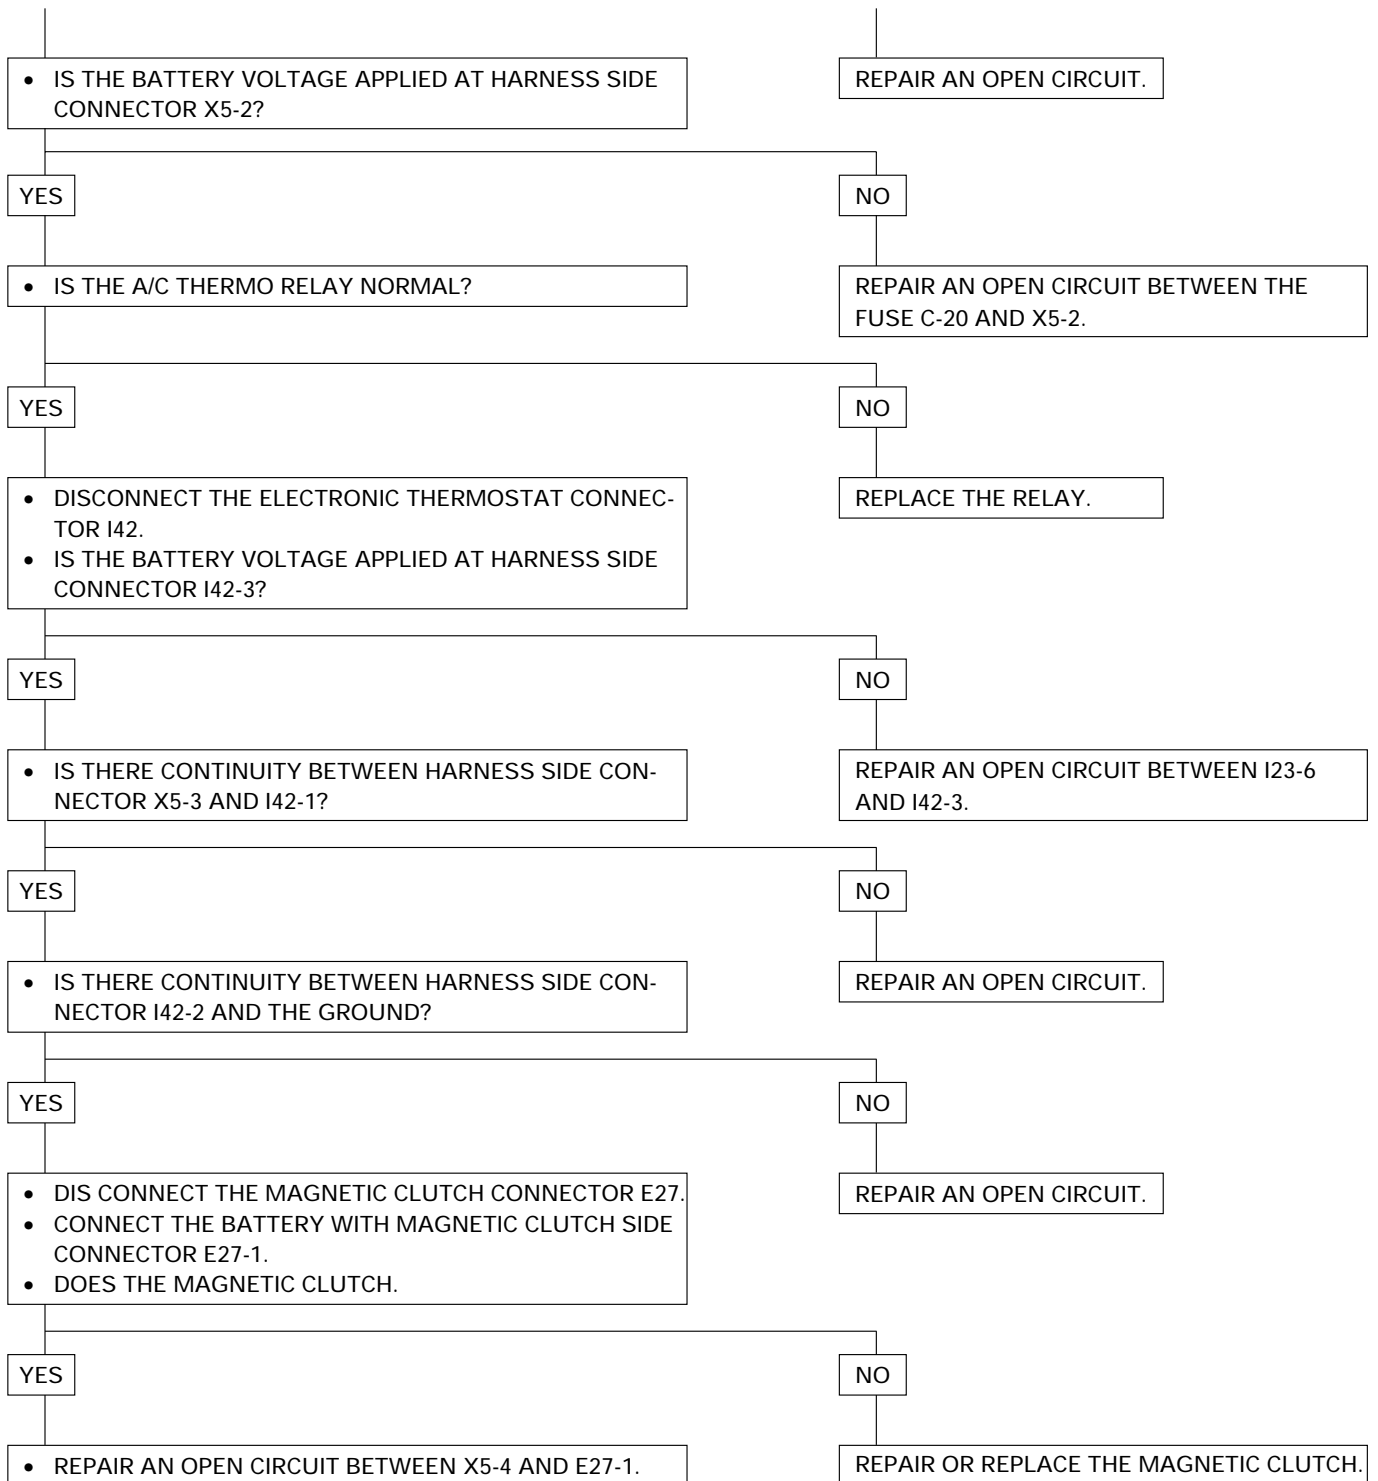 • IS THE BATTERY VOLTAGE APPLIED AT HARNESS SIDE
CONNECTOR X5-2?
REPAIR AN OPEN CIRCUIT.
YES
NO
• IS THE A/C THERMO RELAY NORMAL?
REPAIR AN OPEN CIRCUIT BETWEEN THE
FUSE C-20 AND X5-2.
YES
NO
• DISCONNECT THE ELECTRONIC THERMOSTAT CONNEC-
TOR I42.
• IS THE BATTERY VOLTAGE APPLIED AT HARNESS SIDE
CONNECTOR I42-3?
REPLACE THE RELAY.
YES
NO
• IS THERE CONTINUITY BETWEEN HARNESS SIDE CON-
NECTOR X5-3 AND I42-1?
REPAIR AN OPEN CIRCUIT BETWEEN I23-6
AND I42-3.
YES
NO
• IS THERE CONTINUITY BETWEEN HARNESS SIDE CON-
NECTOR I42-2 AND THE GROUND?
REPAIR AN OPEN CIRCUIT.
YES
NO
• DIS CONNECT THE MAGNETIC CLUTCH CONNECTOR E27.
• CONNECT THE BATTERY WITH MAGNETIC CLUTCH SIDE
CONNECTOR E27-1.
• DOES THE MAGNETIC CLUTCH.
REPAIR AN OPEN CIRCUIT.
YES
NO
• REPAIR AN OPEN CIRCUIT BETWEEN X5-4 AND E27-1.
REPAIR OR REPLACE THE MAGNETIC CLUTCH.